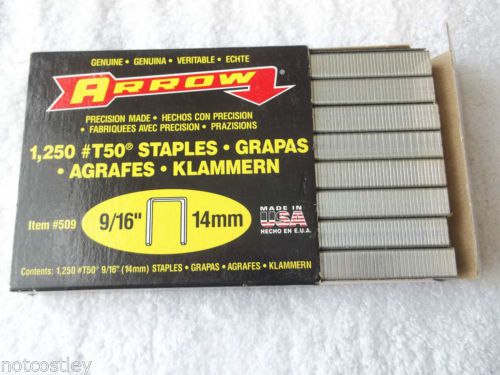 GENUINE • GENUINA • VERITABLE • ECHTE
ARROW®
PRECISION MADE • HECHOS CON PRECISION
• FABRIQUEES AVEC PRECISION • PRAZISIONS
1,250 #T50® STAPLES • GRAPAS
• AGRAFES • KLAMMERN
Item #509
9/16" 14mm
MADE IN
USA
HECHO EN E.U.A.
Contents: 1,250 #T50® 9/16" (14mm) STAPLES • GRAPAS • AGRAFES • KLAMMERN
notcostley
notcostley